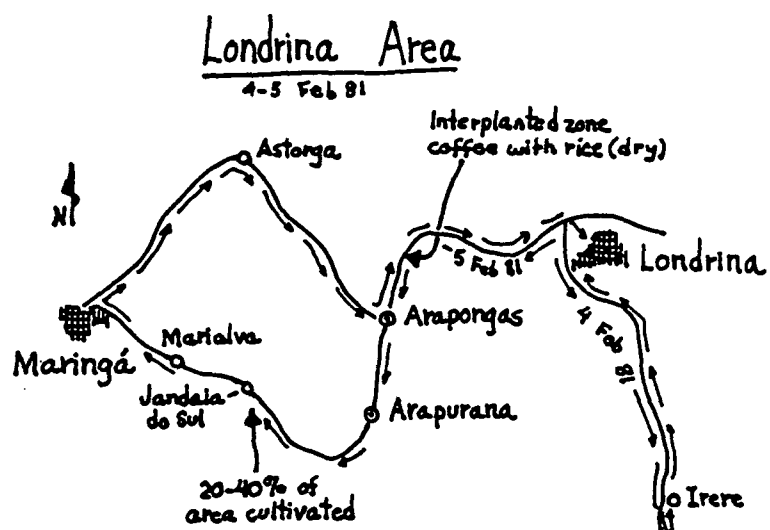 Londrina Area
4-5 Feb 81
Interplanted zone
coffee with rice (dry)
Astorga
N
5 Feb 81
Londrina
Arapongas
4 Feb 81
Maringá
Marialva
Jandaia
do Sul
Arapurana
20-40% of
area cultivated
Irere